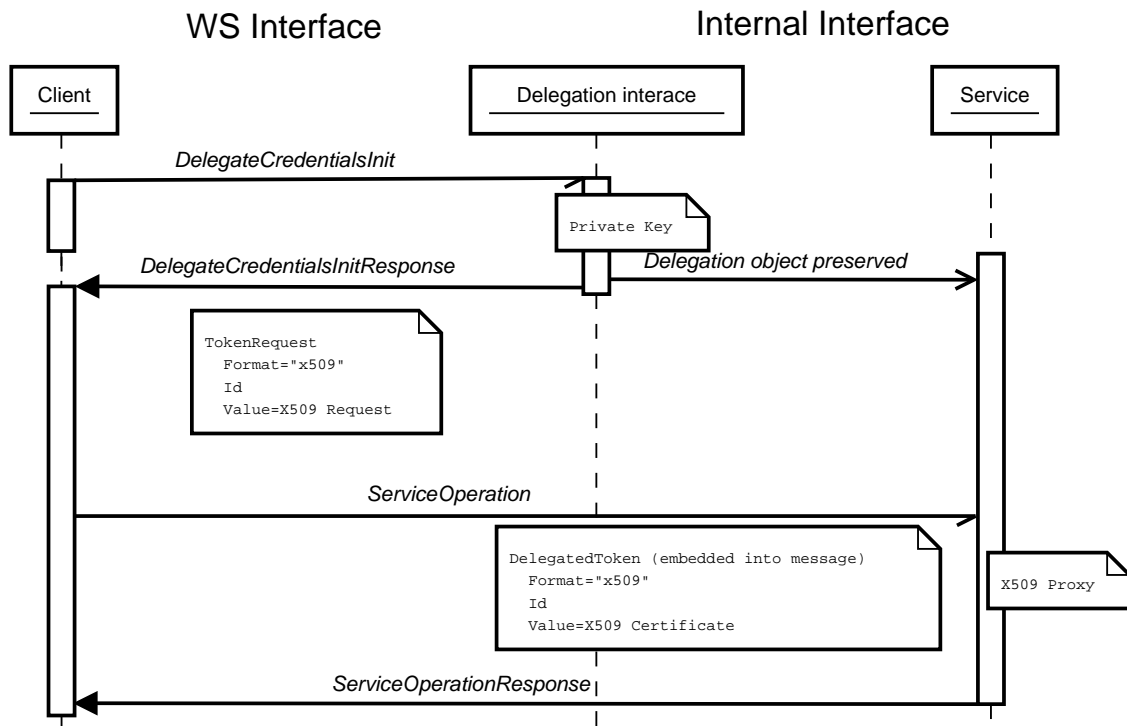 WS Interface
Internal Interface
Client
Delegation interace
Service
DelegateCredentialsInit
Private Key
DelegateCredentialsInitResponse
Delegation object preserved
TokenRequest
Format="x509"
Id
Value=X509 Request
ServiceOperation
DelegatedToken (embedded into message)
Format="x509"
Id
Value=X509 Certificate
X509 Proxy
ServiceOperationResponse